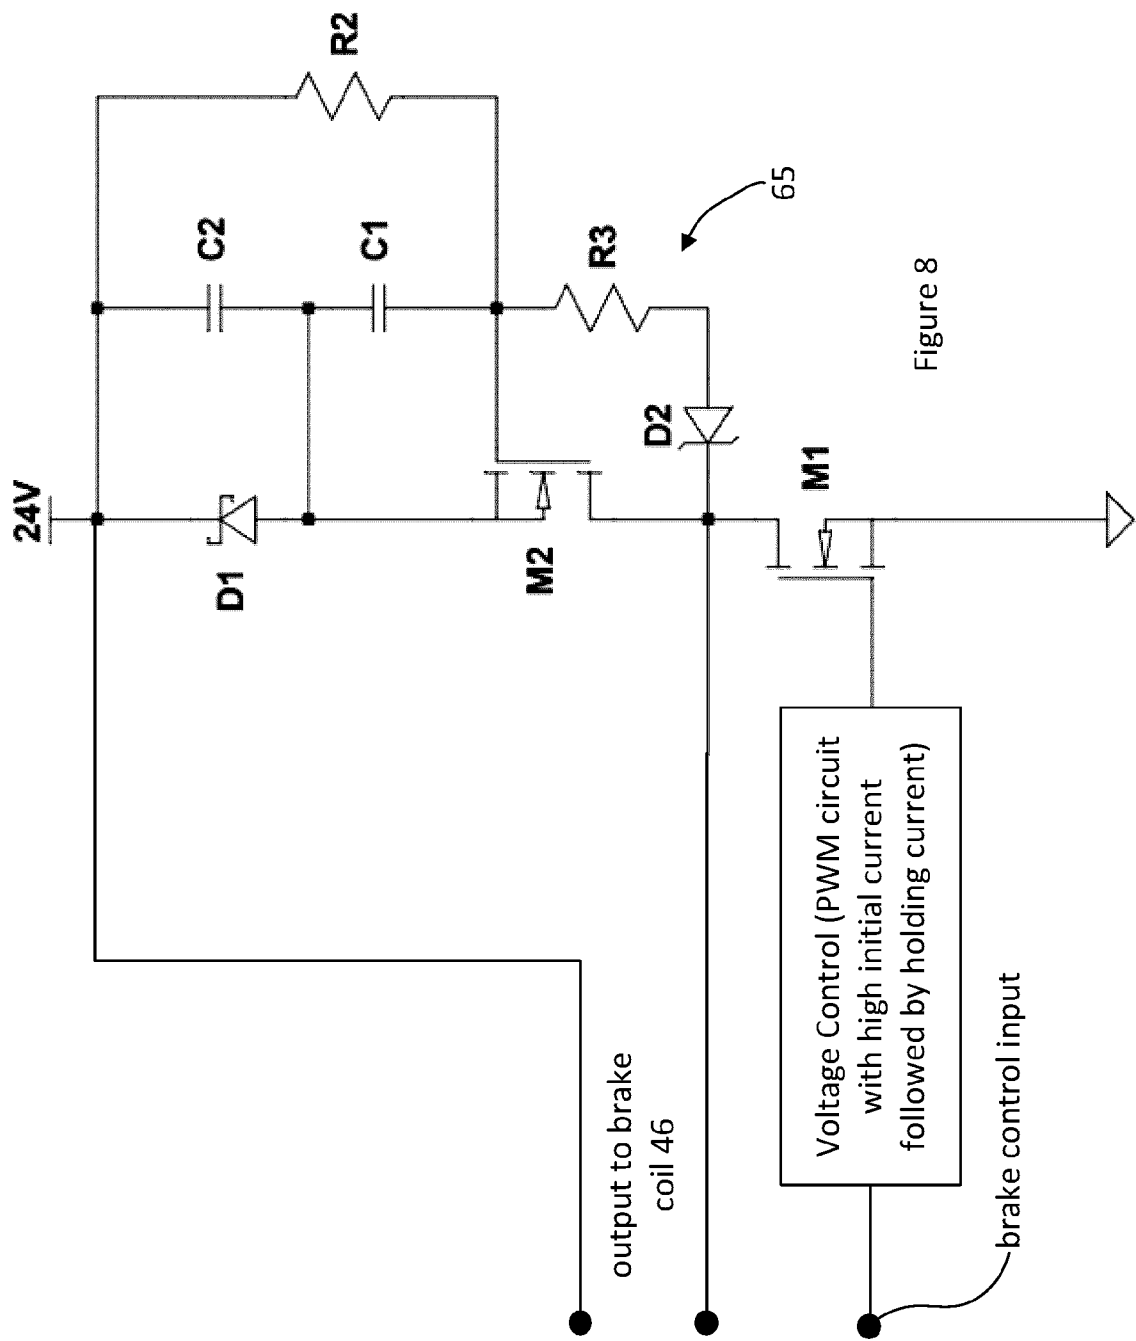 24V
R2
C2
C1
D1
R3
65
M2
D2
M1
Figure 8
output to brake
coil 46
Voltage Control (PWM circuit
with high initial current
followed by holding current)
brake control input